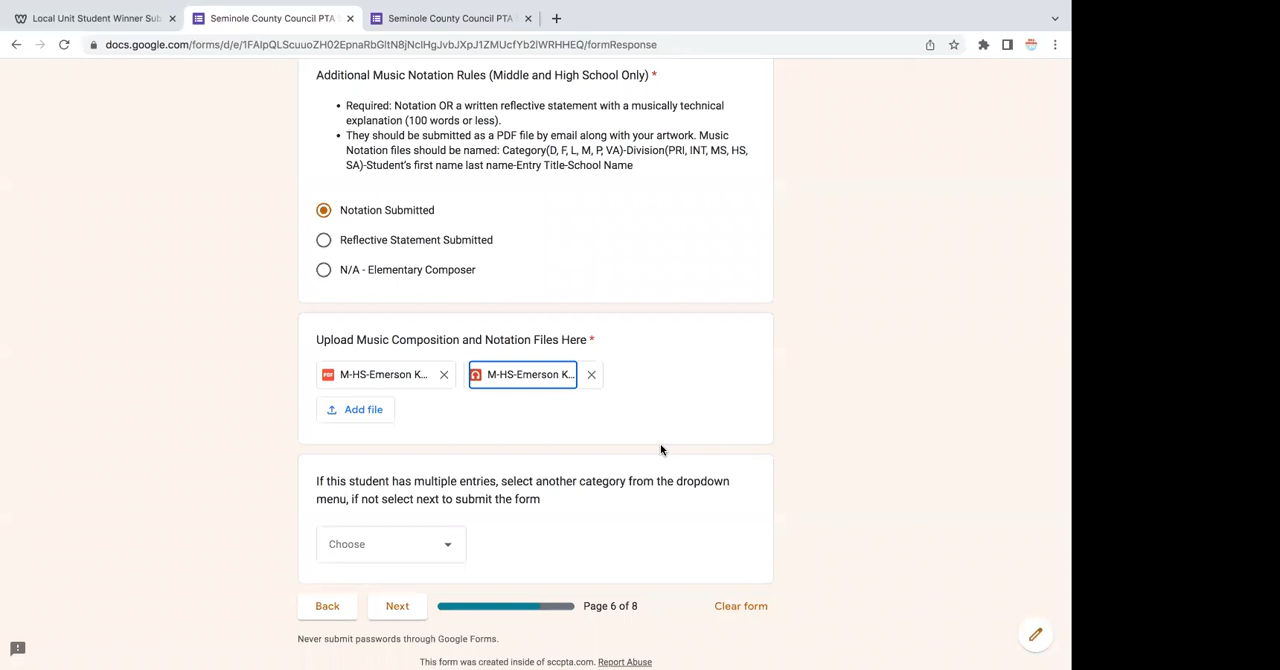 Local Unit Student Winner Sub
Seminole County Council PTA
Seminole County Council PTA
docs.google.com/forms/d/e/1FAIpQLScuuoZH02EpnaRbGltN8jNcIHgJvbJXpJ1ZMUcfYb2lWRHHEQ/formResponse
Additional Music Notation Rules (Middle and High School Only) *
• Required: Notation OR a written reflective statement with a musically technical
explanation (100 words or less).
• They should be submitted as a PDF file by email along with your artwork. Music
Notation files should be named: Category(D, F, L, M, P, VA)-Division(PRI, INT, MS, HS,
SA)-Student's first name last name-Entry Title-School Name
Notation Submitted
Reflective Statement Submitted
N/A - Elementary Composer
Upload Music Composition and Notation Files Here *
PDF M-HS-Emerson K... M-HS-Emerson K...
Add file
If this student has multiple entries, select another category from the dropdown
menu, if not select next to submit the form
Choose
Back Next Page 6 of 8 Clear form
Never submit passwords through Google Forms.
This form was created inside of sccpta.com. Report Abuse